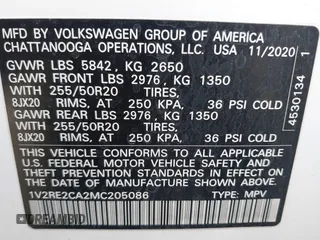 MFD BY VOLKSWAGEN GROUP OF AMERICA
CHATTANOOGA OPERATIONS, LLC. USA 11/2020
GVWR LBS 5842, KG 2650
GAWR FRONT LBS 2976, KG 1350
WITH 255/50R20 TIRES,
8JX20 RIMS, AT 250 KPA, 36 PSI COLD
GAWR REAR LBS 2976, KG 1350
WITH 255/50R20 TIRES,
8JX20 RIMS, AT 250 KPA, 36 PSI COLD
THIS VEHICLE CONFORMS TO ALL APPLICABLE
U.S. FEDERAL MOTOR VEHICLE SAFETY AND
THEFT PREVENTION STANDARDS IN EFFECT ON
THE DATE OF MANUFACTURE SHOWN ABOVE
1V2RE2CA2MC205086 TYPE: MPV
4530134 1